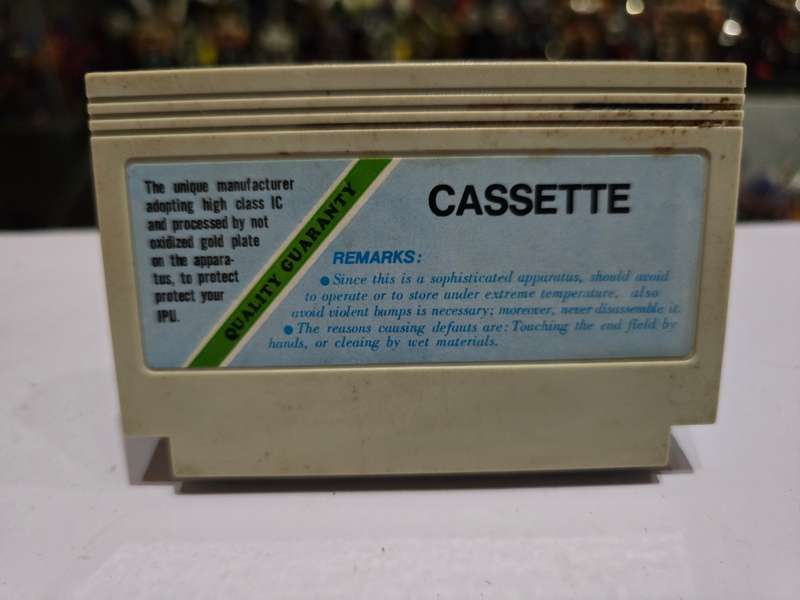 The unique manufacturer
adopting high class IC
and processed by not
oxidized gold plate
on the appara-
tus, to protect
protect your
IPU.
QUALITY GUARANTY
CASSETTE
REMARKS:
● Since this is a sophisticated apparatus, should avoid
to operate or to store under extreme temperature, also
avoid violent bumps is necessary; moreover, never disassemble it.
● The reasons causing defauts are: Touching the end field by
hands, or cleaing by wet materials.